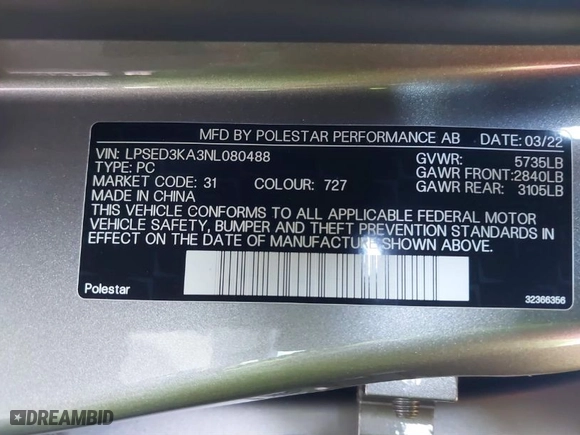 MFD BY POLESTAR PERFORMANCE AB DATE: 03/22
VIN: LPSED3KA3NL080488 GVWR: 5735LB
TYPE: PC GAWR FRONT: 2840LB
MARKET CODE: 31 COLOUR: 727 GAWR REAR: 3105LB
MADE IN CHINA
THIS VEHICLE CONFORMS TO ALL APPLICABLE FEDERAL MOTOR
VEHICLE SAFETY, BUMPER AND THEFT PREVENTION STANDARDS IN
EFFECT ON THE DATE OF MANUFACTURE SHOWN ABOVE.
Polestar 32366356
DREAMBID